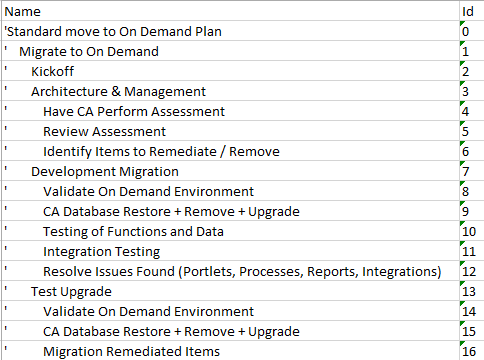 Name Id
'Standard move to On Demand Plan 0
' Migrate to On Demand 1
' Kickoff 2
' Architecture & Management 3
' Have CA Perform Assessment 4
' Review Assessment 5
' Identify Items to Remediate / Remove 6
' Development Migration 7
' Validate On Demand Environment 8
' CA Database Restore + Remove + Upgrade 9
' Testing of Functions and Data 10
' Integration Testing 11
' Resolve Issues Found (Portlets, Processes, Reports, Integrations) 12
' Test Upgrade 13
' Validate On Demand Environment 14
' CA Database Restore + Remove + Upgrade 15
' Migration Remediated Items 16